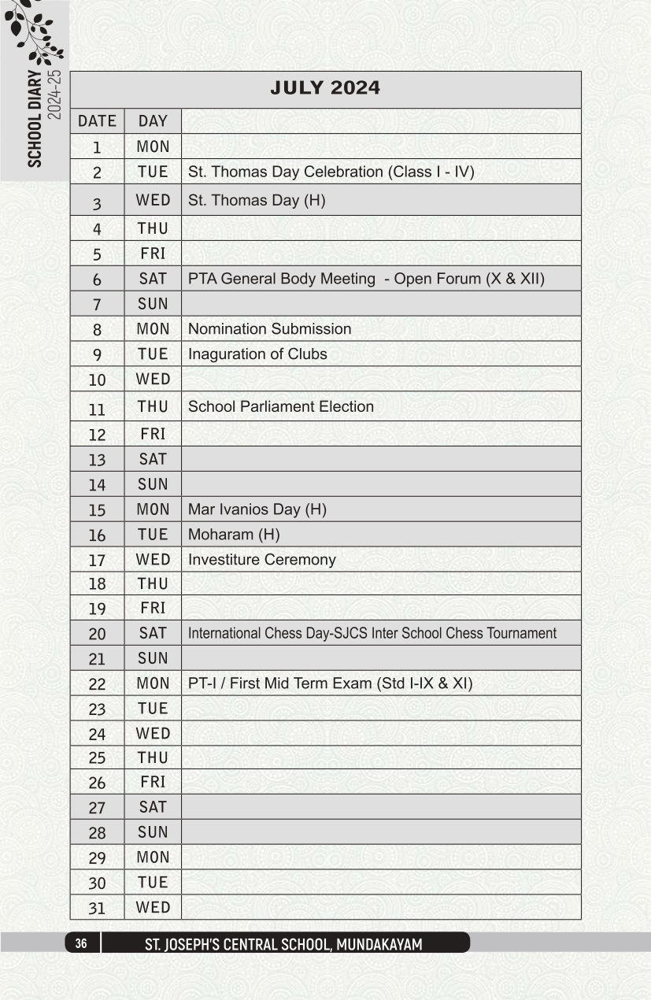 SCHOOL DIARY
2024-25
JULY 2024
DATE DAY
1 MON
2 TUE St. Thomas Day Celebration (Class I - IV)
3 WED St. Thomas Day (H)
4 THU
5 FRI
6 SAT PTA General Body Meeting - Open Forum (X & XII)
7 SUN
8 MON Nomination Submission
9 TUE Inaguration of Clubs
10 WED
11 THU School Parliament Election
12 FRI
13 SAT
14 SUN
15 MON Mar Ivanios Day (H)
16 TUE Moharam (H)
17 WED Investiture Ceremony
18 THU
19 FRI
20 SAT International Chess Day-SJCS Inter School Chess Tournament
21 SUN
22 MON PT-I / First Mid Term Exam (Std I-IX & XI)
23 TUE
24 WED
25 THU
26 FRI
27 SAT
28 SUN
29 MON
30 TUE
31 WED
36 ST. JOSEPH'S CENTRAL SCHOOL, MUNDAKAYAM